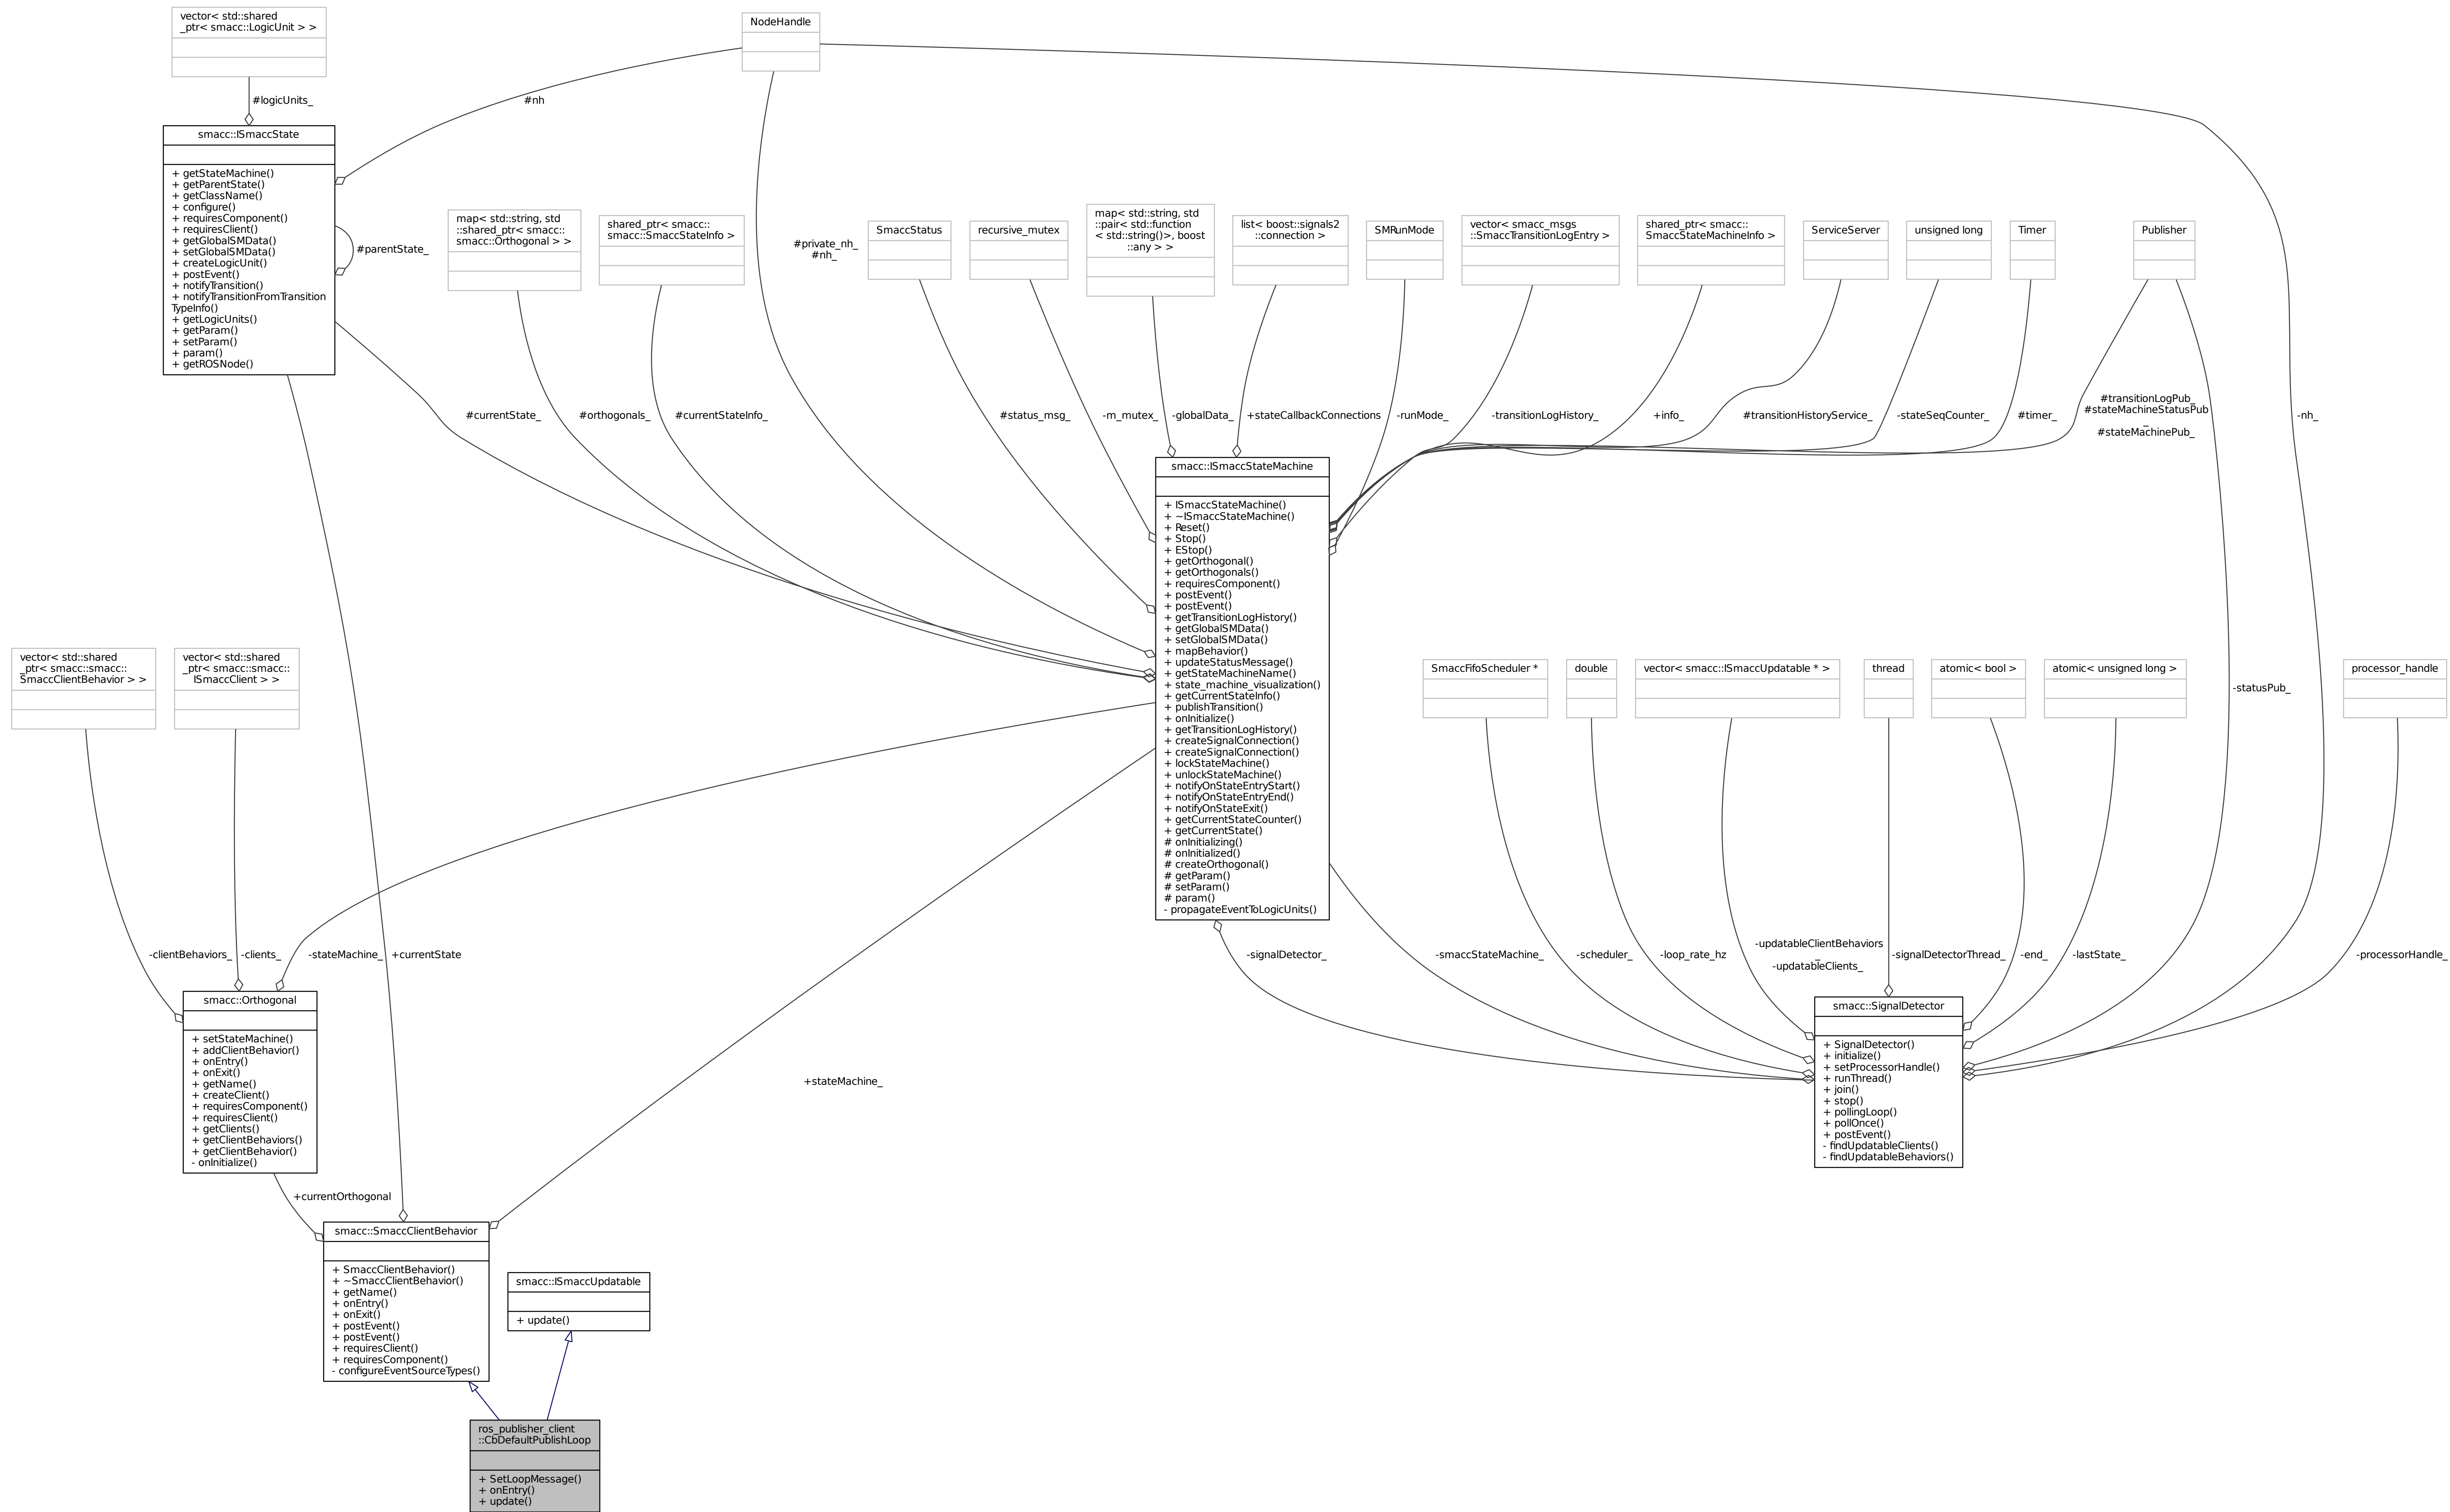 vector< std::shared
_ptr< smacc::LogicUnit > >
NodeHandle
#logicUnits_
#nh
smacc::ISmaccState
+ getStateMachine()
+ getParentState()
+ getClassName()
+ configure()
+ requiresComponent()
+ requiresClient()
+ getGlobalSMData()
+ setGlobalSMData()
+ createLogicUnit()
+ postEvent()
+ notifyTransition()
+ notifyTransitionFromTransition
TypeInfo()
+ getLogicUnits()
+ getParam()
+ setParam()
+ param()
+ getROSNode()
#parentState_
map< std::string, std
::shared_ptr< smacc::
smacc::Orthogonal > >
shared_ptr< smacc::
smacc::SmaccStateInfo >
#private_nh_
#nh_
SmaccStatus
recursive_mutex
map< std::string, std
::pair< std::function
< std::string()>, boost
::any > >
list< boost::signals2
::connection >
SMRunMode
vector< smacc_msgs
::SmaccTransitionLogEntry >
shared_ptr< smacc::
SmaccStateMachineInfo >
ServiceServer
unsigned long
Timer
Publisher
#currentState_
#orthogonals_
#currentStateInfo_
#status_msg_
-m_mutex_
-globalData_
+stateCallbackConnections
-runMode_
-transitionLogHistory_
+info_
#transitionHistoryService_
-stateSeqCounter_
#timer_
#transitionLogPub_
#stateMachineStatusPub
_
#stateMachinePub_
-nh_
smacc::ISmaccStateMachine
+ ISmaccStateMachine()
+ ~ISmaccStateMachine()
+ Reset()
+ Stop()
+ EStop()
+ getOrthogonal()
+ getOrthogonals()
+ requiresComponent()
+ postEvent()
+ postEvent()
+ getTransitionLogHistory()
+ getGlobalSMData()
+ setGlobalSMData()
+ mapBehavior()
+ updateStatusMessage()
+ getStateMachineName()
+ state_machine_visualization()
+ getCurrentStateInfo()
+ publishTransition()
+ onInitialize()
+ getTransitionLogHistory()
+ createSignalConnection()
+ createSignalConnection()
+ lockStateMachine()
+ unlockStateMachine()
+ notifyOnStateEntryStart()
+ notifyOnStateEntryEnd()
+ notifyOnStateExit()
+ getCurrentStateCounter()
+ getCurrentState()
# onInitializing()
# onInitialized()
# createOrthogonal()
# getParam()
# setParam()
# param()
- propagateEventToLogicUnits()
vector< std::shared
_ptr< smacc::smacc::
SmaccClientBehavior > >
vector< std::shared
_ptr< smacc::smacc::
ISmaccClient > >
SmaccFifoScheduler *
double
vector< smacc::ISmaccUpdatable * >
thread
atomic< bool >
atomic< unsigned long >
-statusPub_
processor_handle
-clientBehaviors_
-clients_
-stateMachine_
+currentState
-signalDetector_
-smaccStateMachine_
-scheduler_
-loop_rate_hz
-updatableClientBehaviors
_
-updatableClients_
-signalDetectorThread_
-end_
-lastState_
-processorHandle_
smacc::Orthogonal
+ setStateMachine()
+ addClientBehavior()
+ onEntry()
+ onExit()
+ getName()
+ createClient()
+ requiresComponent()
+ requiresClient()
+ getClients()
+ getClientBehaviors()
+ getClientBehavior()
- onInitialize()
smacc::SignalDetector
+ SignalDetector()
+ initialize()
+ setProcessorHandle()
+ runThread()
+ join()
+ stop()
+ pollingLoop()
+ pollOnce()
+ postEvent()
- findUpdatableClients()
- findUpdatableBehaviors()
+stateMachine_
+currentOrthogonal
smacc::SmaccClientBehavior
+ SmaccClientBehavior()
+ ~SmaccClientBehavior()
+ getName()
+ onEntry()
+ onExit()
+ postEvent()
+ postEvent()
+ requiresClient()
+ requiresComponent()
- configureEventSourceTypes()
smacc::ISmaccUpdatable
+ update()
ros_publisher_client
::CbDefaultPublishLoop
+ SetLoopMessage()
+ onEntry()
+ update()